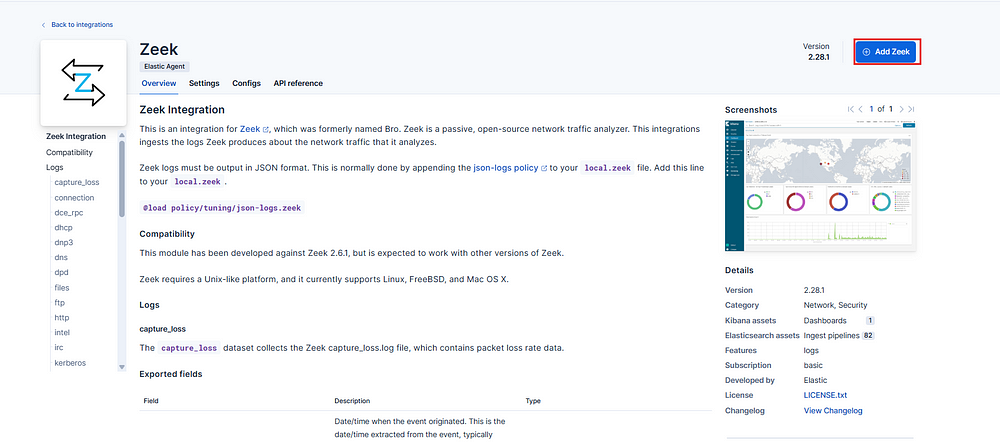 Back to integrations
Zeek
Elastic Agent
Version
2.28.1
Add Zeek
Overview
Settings
Configs
API reference
Z
Zeek Integration
Compatibility
Logs
capture_loss
connection
dce_rpc
dhcp
dnp3
dns
dpd
files
ftp
http
intel
irc
kerberos
Zeek Integration
This is an integration for Zeek, which was formerly named Bro. Zeek is a passive, open-source network traffic analyzer. This integrations
ingests the logs Zeek produces about the network traffic that it analyzes.
Zeek logs must be output in JSON format. This is normally done by appending the json-logs policy to your local.zeek file. Add this line
to your local.zeek .
@load policy/tuning/json-logs.zeek
Compatibility
This module has been developed against Zeek 2.6.1, but is expected to work with other versions of Zeek.
Zeek requires a Unix-like platform, and it currently supports Linux, FreeBSD, and Mac OS X.
Logs
capture_loss
The capture_loss dataset collects the Zeek capture_loss.log file, which contains packet loss rate data.
Exported fields
Field
Description
Type
Date/time when the event originated. This is the
date/time extracted from the event, typically
Screenshots
1 of 1
Details
Version 2.28.1
Category Network, Security
Kibana assets Dashboards 1
Elasticsearch assets Ingest pipelines 82
Features logs
Subscription basic
Developed by Elastic
License LICENSE.txt
Changelog View Changelog